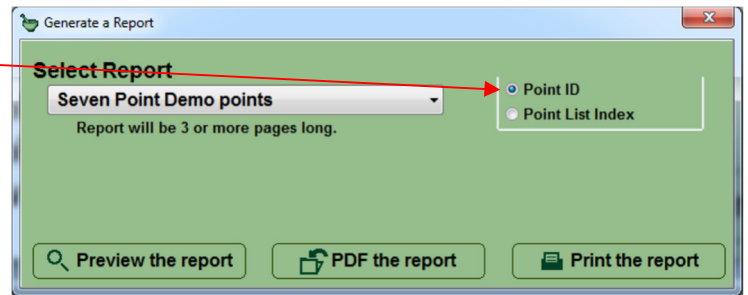 Generate a Report
Select Report
Seven Point Demo points
Report will be 3 or more pages long.
Point ID
Point List Index
Preview the report
PDF the report
Print the report